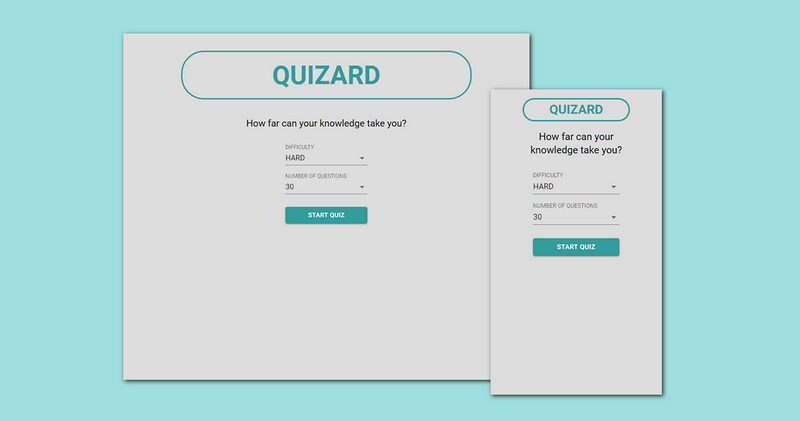 QUIZARD
How far can your knowledge take you?
DIFFICULTY
HARD
NUMBER OF QUESTIONS
30
START QUIZ
QUIZARD
How far can your
knowledge take you?
DIFFICULTY
HARD
NUMBER OF QUESTIONS
30
START QUIZ